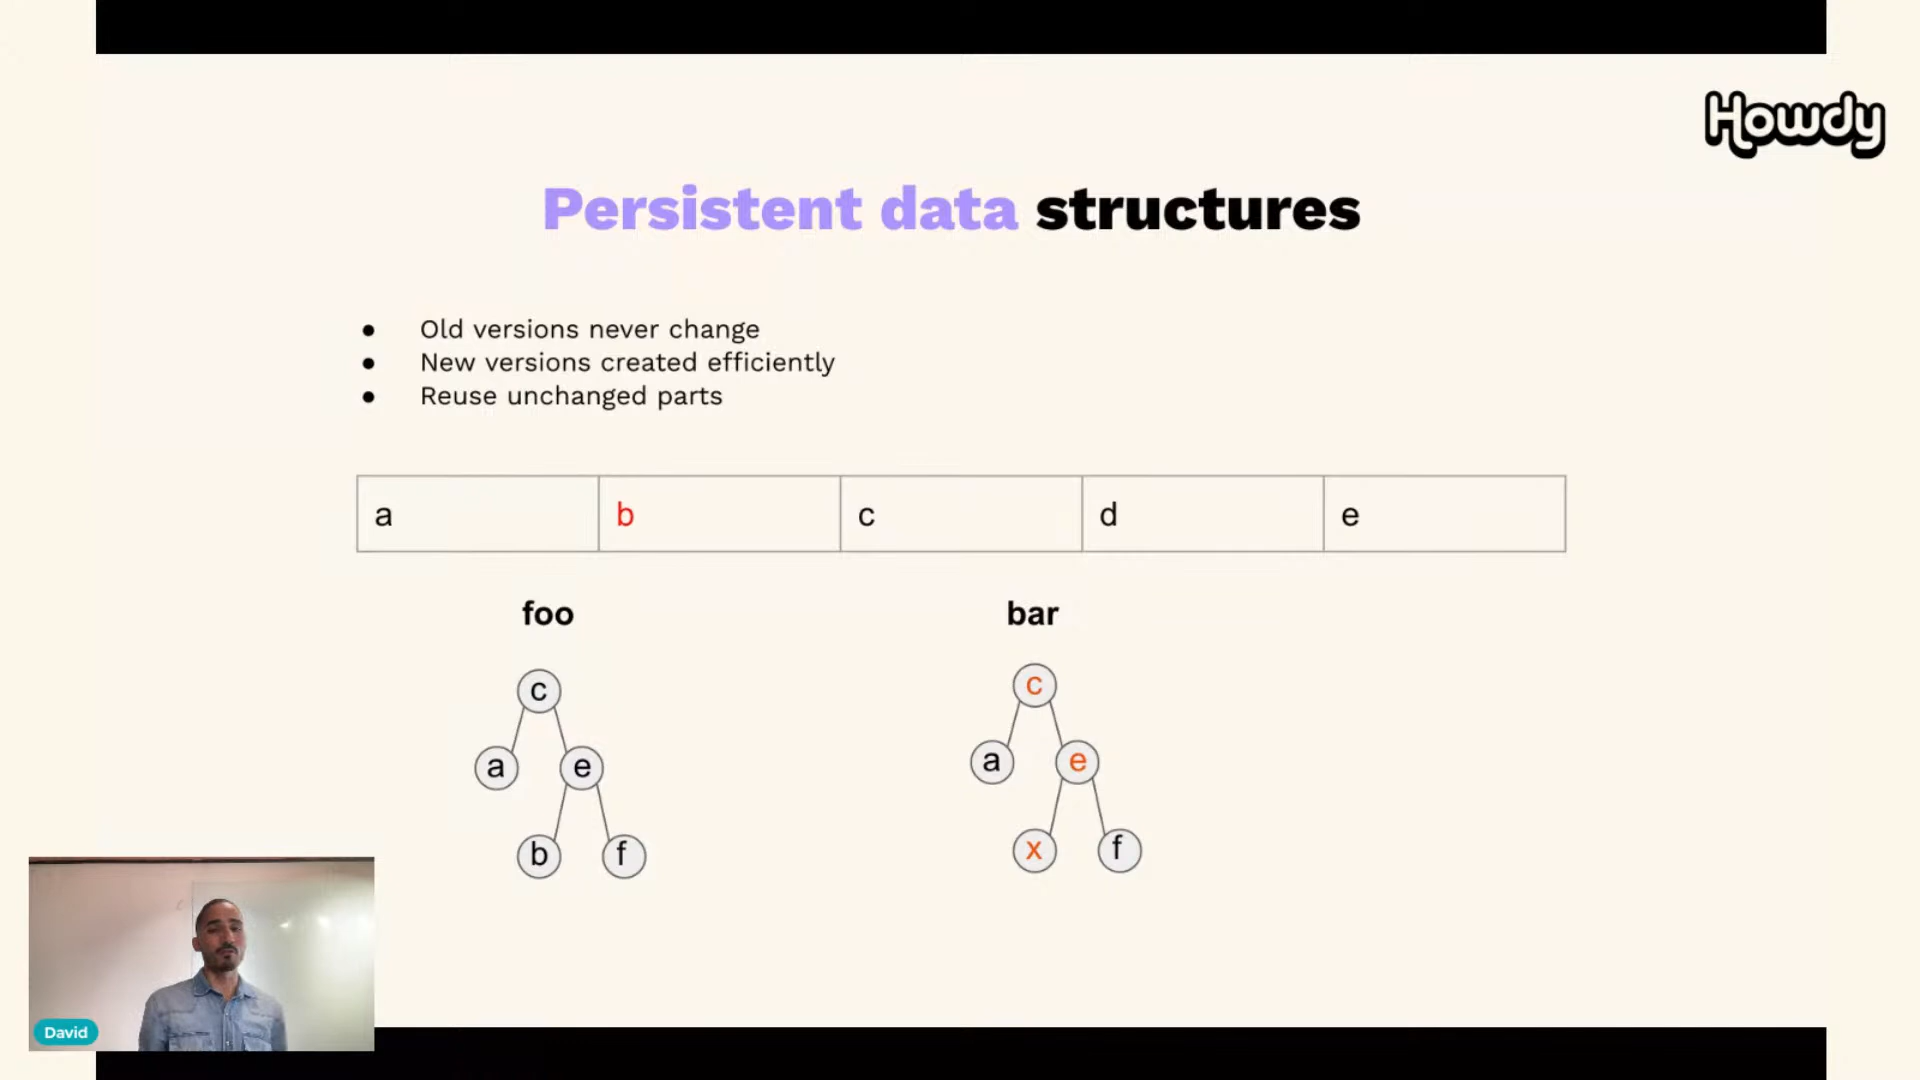 Howdy
Persistent data structures
● Old versions never change
● New versions created efficiently
● Reuse unchanged parts
a b c d e
foo bar
c c
a e a e
b f x f
David